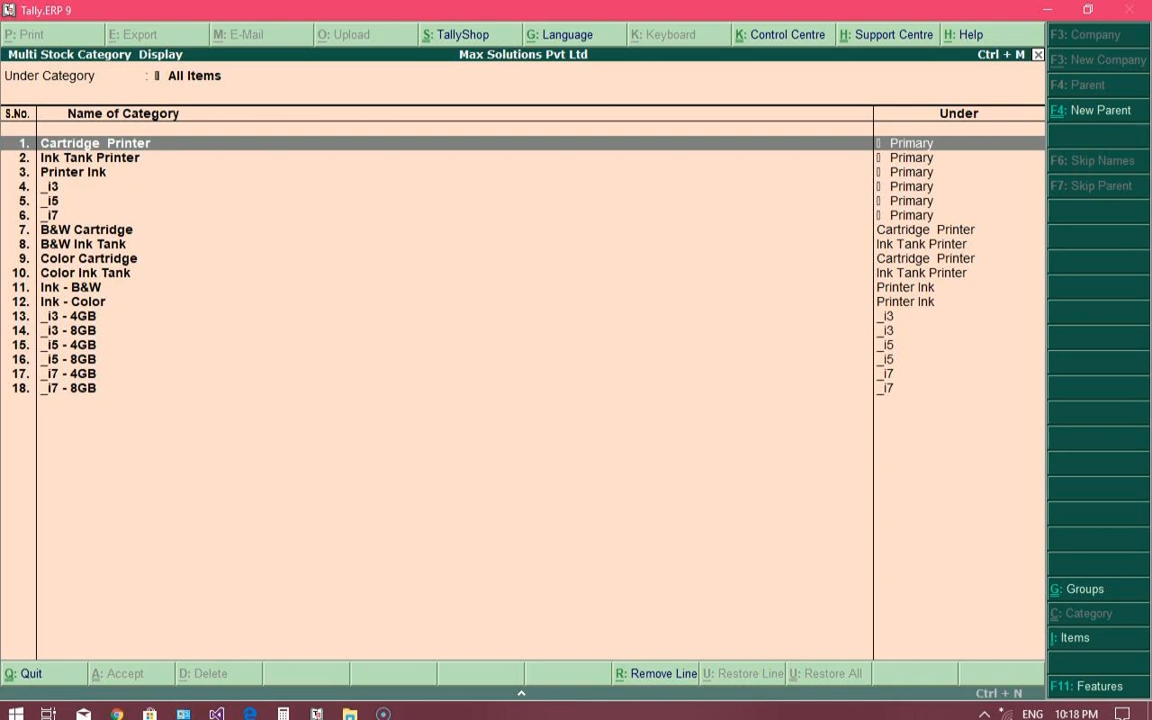 Tally.ERP 9
P: Print E: Export M: E-Mail O: Upload S: TallyShop G: Language K: Keyboard K: Control Centre H: Support Centre H: Help
Multi Stock Category Display Max Solutions Pvt Ltd Ctrl + M
Under Category : All Items
S.No. Name of Category Under
1. Cartridge Printer Primary
2. Ink Tank Printer Primary
3. Printer Ink Primary
4. _i3 Primary
5. _i5 Primary
6. _i7 Primary
7. B&W Cartridge Cartridge Printer
8. B&W Ink Tank Ink Tank Printer
9. Color Cartridge Cartridge Printer
10. Color Ink Tank Ink Tank Printer
11. Ink - B&W Printer Ink
12. Ink - Color Printer Ink
13. _i3 - 4GB _i3
14. _i3 - 8GB _i3
15. _i5 - 4GB _i5
16. _i5 - 8GB _i5
17. _i7 - 4GB _i7
18. _i7 - 8GB _i7
F3: Company
F3: New Company
F4: Parent
F4: New Parent
F6: Skip Names
F7: Skip Parent
G: Groups
C: Category
I: Items
F11: Features
Q: Quit A: Accept D: Delete R: Remove Line U: Restore Line U: Restore All
Ctrl + N
ENG 10:18 PM